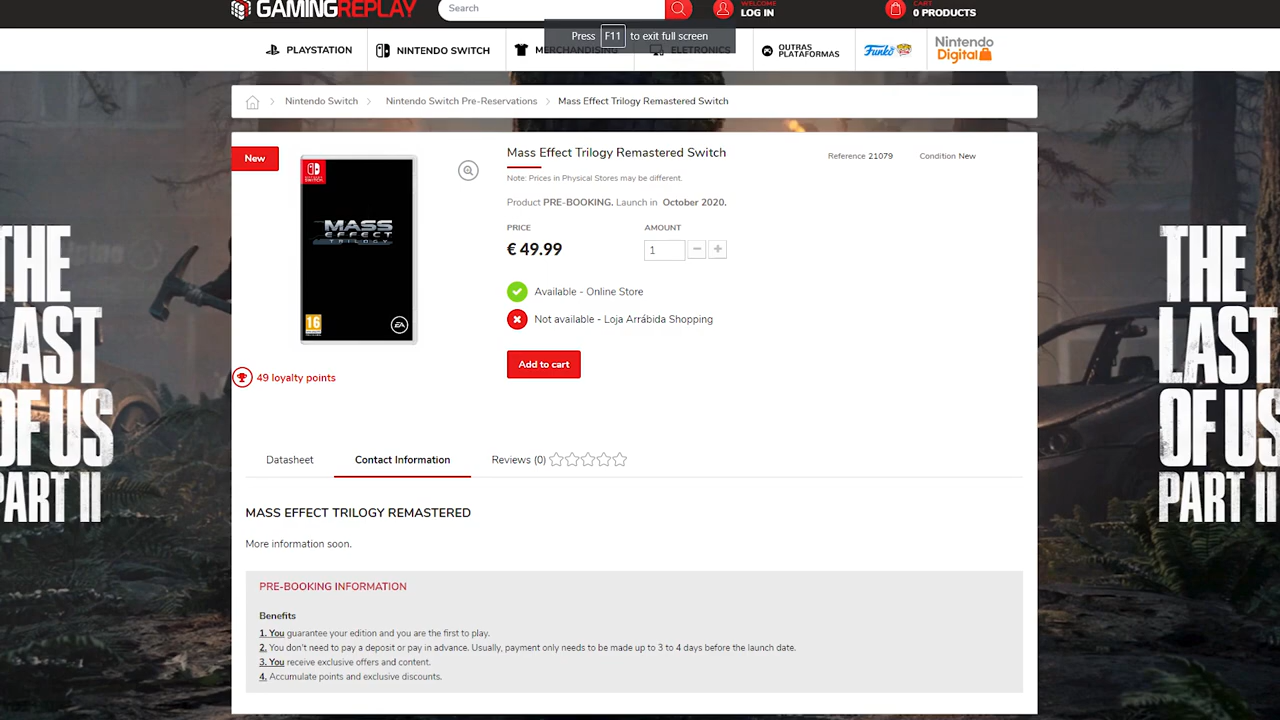 GAMINGREPLAY
Search
WELCOME
LOG IN
CART
0 PRODUCTS
Press F11 to exit full screen
PLAYSTATION
NINTENDO SWITCH
MERCHANDISING
ELETRONICS
OUTRAS
PLATAFORMAS
Funko
POP!
Nintendo
Digital
Nintendo Switch
Nintendo Switch Pre-Reservations
Mass Effect Trilogy Remastered Switch
New
Mass Effect Trilogy Remastered Switch
Reference 21079
Condition New
Note: Prices in Physical Stores may be different.
Product PRE-BOOKING. Launch in October 2020.
PRICE
AMOUNT
€ 49.99
1
Available - Online Store
Not available - Loja Arrábida Shopping
Add to cart
SWITCH
MASS
EFFECT
TRILOGY
16
EA
49 loyalty points
THE
LAST
OF US
PART II
THE
LAST
OF US
PART II
Datasheet
Contact Information
Reviews (0)
MASS EFFECT TRILOGY REMASTERED
More information soon.
PRE-BOOKING INFORMATION
Benefits
1. You guarantee your edition and you are the first to play.
2. You don't need to pay a deposit or pay in advance. Usually, payment only needs to be made up to 3 to 4 days before the launch date.
3. You receive exclusive offers and content.
4. Accumulate points and exclusive discounts.